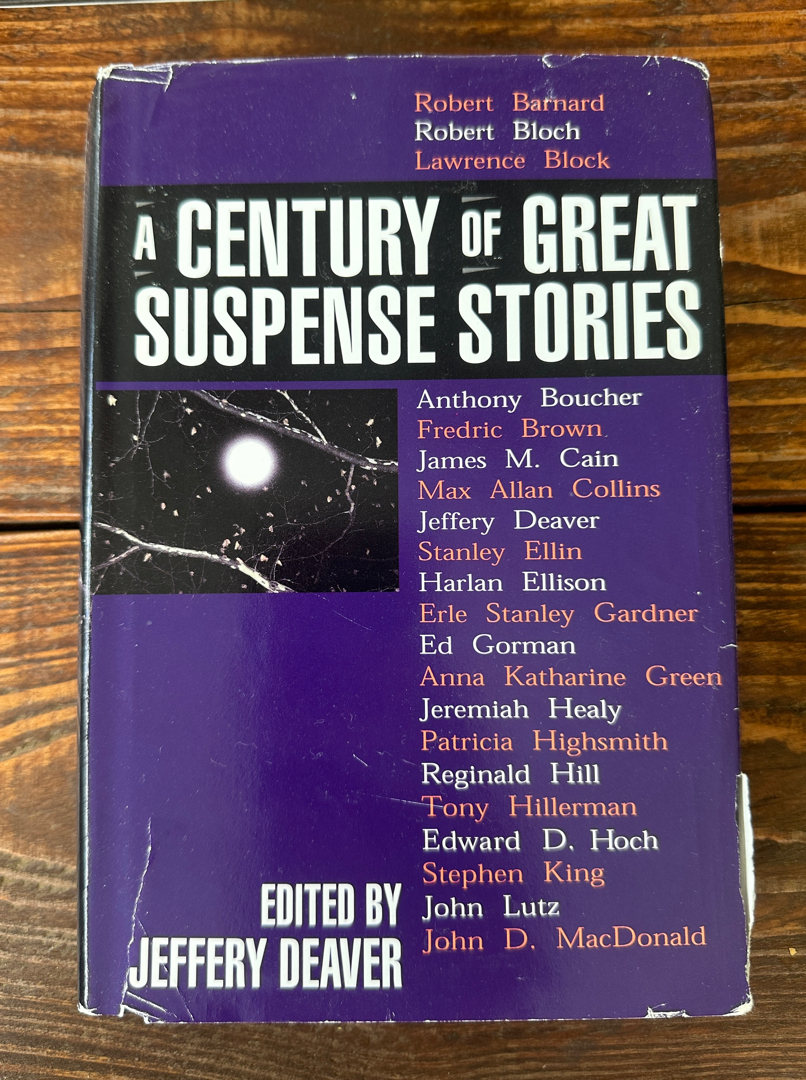 Robert Barnard
Robert Bloch
Lawrence Block
A CENTURY OF GREAT
SUSPENSE STORIES
Anthony Boucher
Fredric Brown
James M. Cain
Max Allan Collins
Jeffery Deaver
Stanley Ellin
Harlan Ellison
Erle Stanley Gardner
Ed Gorman
Anna Katharine Green
Jeremiah Healy
Patricia Highsmith
Reginald Hill
Tony Hillerman
Edward D. Hoch
Stephen King
John Lutz
John D. MacDonald
EDITED BY
JEFFERY DEAVER